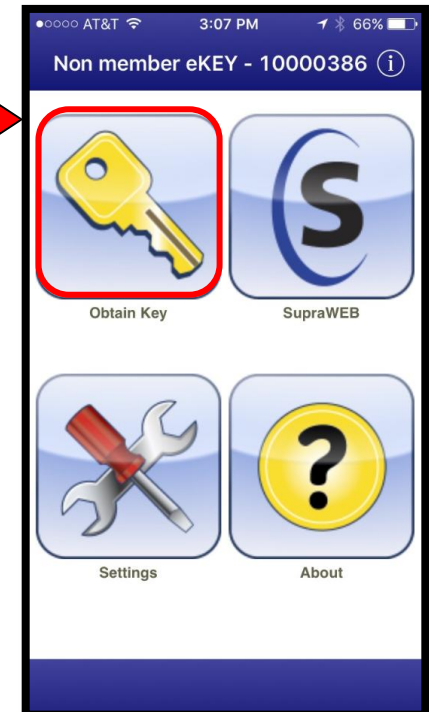 ●○○○○ AT&T 3:07 PM 66%
Non member eKEY - 10000386 i
S
Obtain Key SupraWEB
?
Settings About